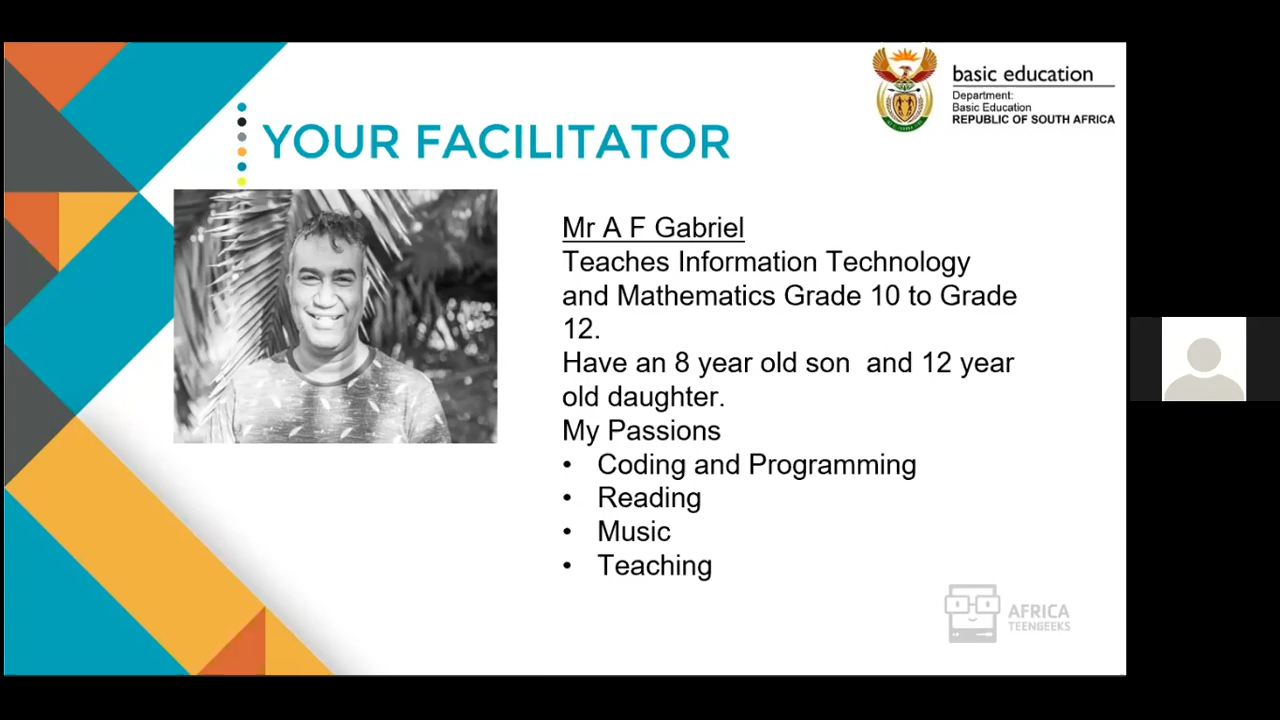 basic education
Department:
Basic Education
REPUBLIC OF SOUTH AFRICA
YOUR FACILITATOR
Mr A F Gabriel
Teaches Information Technology
and Mathematics Grade 10 to Grade
12.
Have an 8 year old son  and 12 year
old daughter.
My Passions
• Coding and Programming
• Reading
• Music
• Teaching
AFRICA
TEENGEEKS